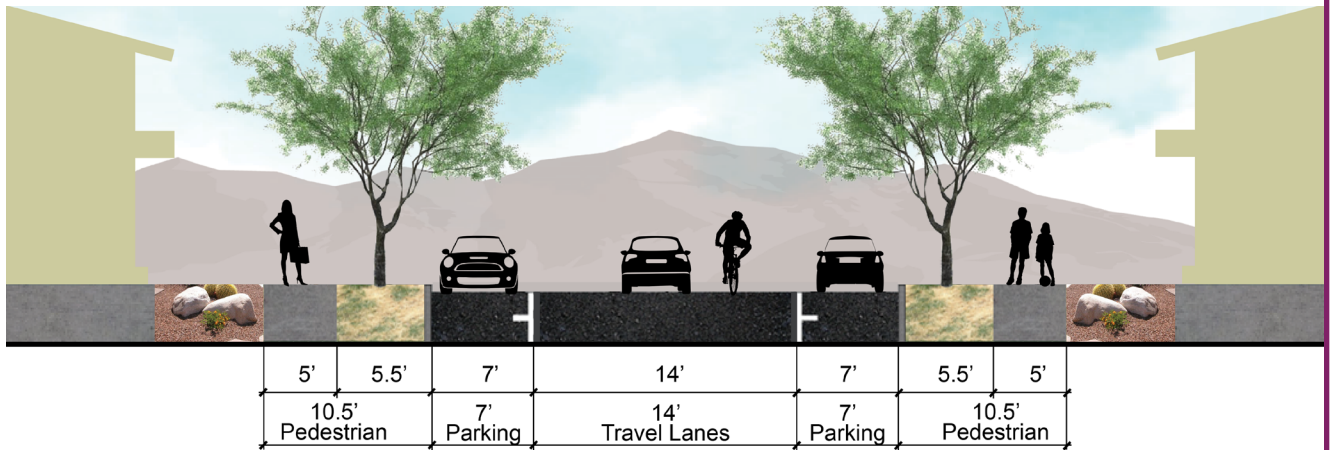 5’ 5.5’ 7’ 14’ 7’ 5.5’ 5’
10.5’ 7’ 14’ 7’ 10.5’
Pedestrian Parking Travel Lanes Parking Pedestrian